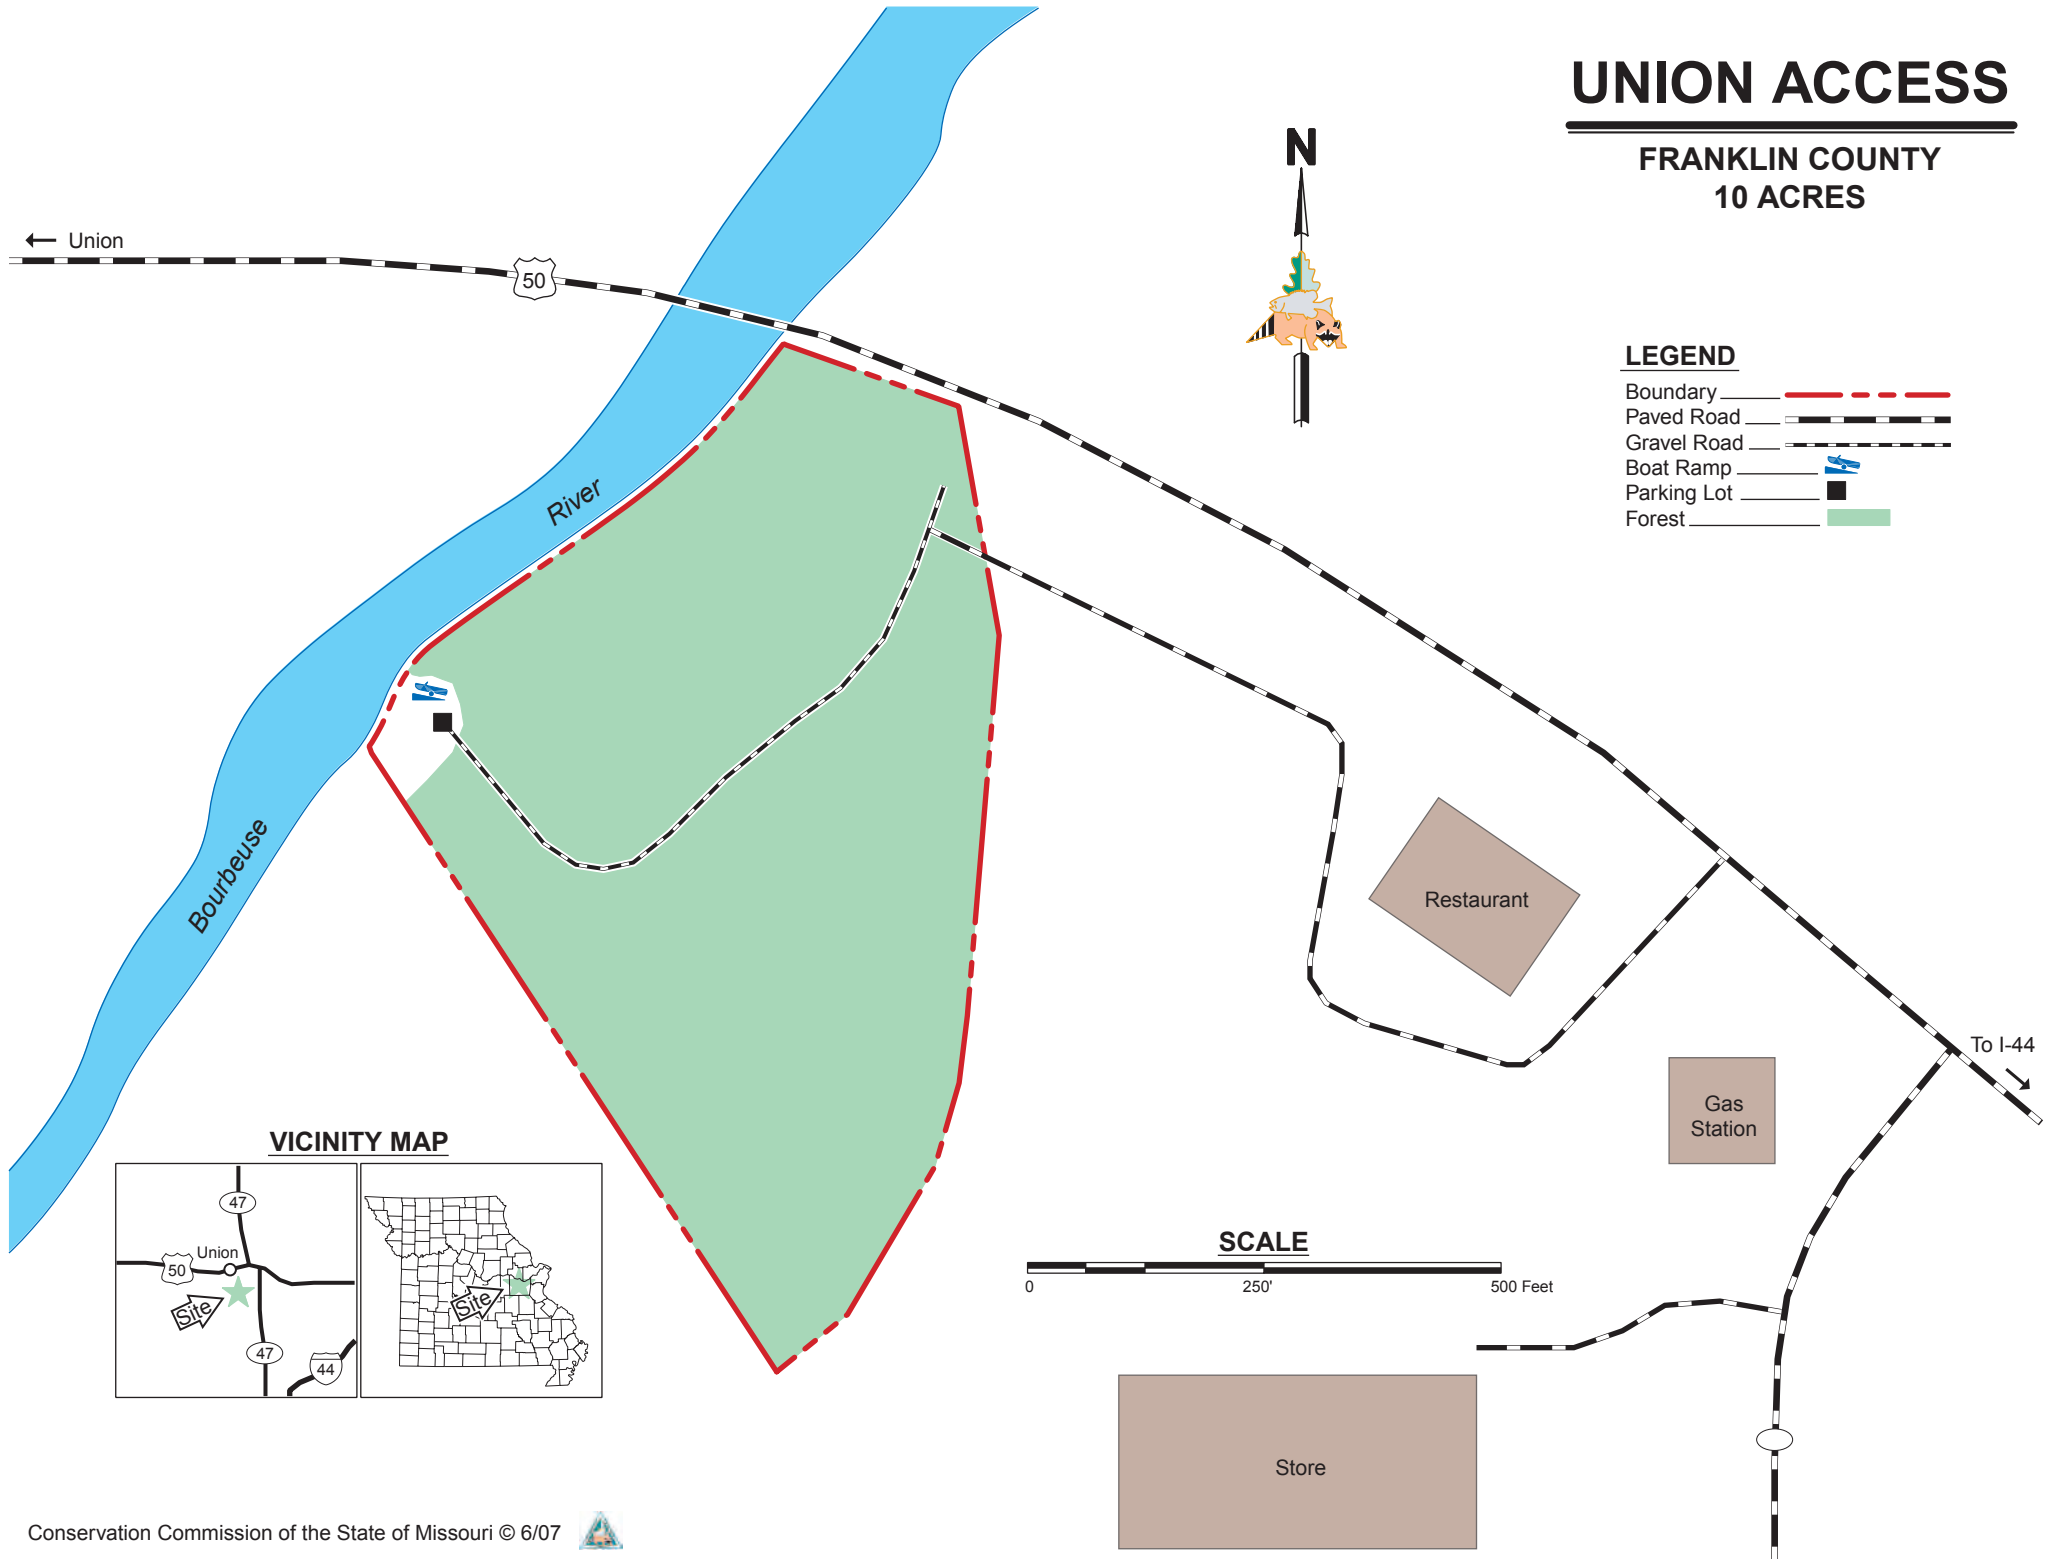 UNION ACCESS
FRANKLIN COUNTY
10 ACRES
N
Union
50
LEGEND
Boundary
Paved Road
Gravel Road
Boat Ramp
Parking Lot
Forest
River
Bourbeuse
Restaurant
To I-44
Gas
Station
VICINITY MAP
47
Union
50
Site
47
44
Site
SCALE
0
250'
500 Feet
Store
Conservation Commission of the State of Missouri © 6/07